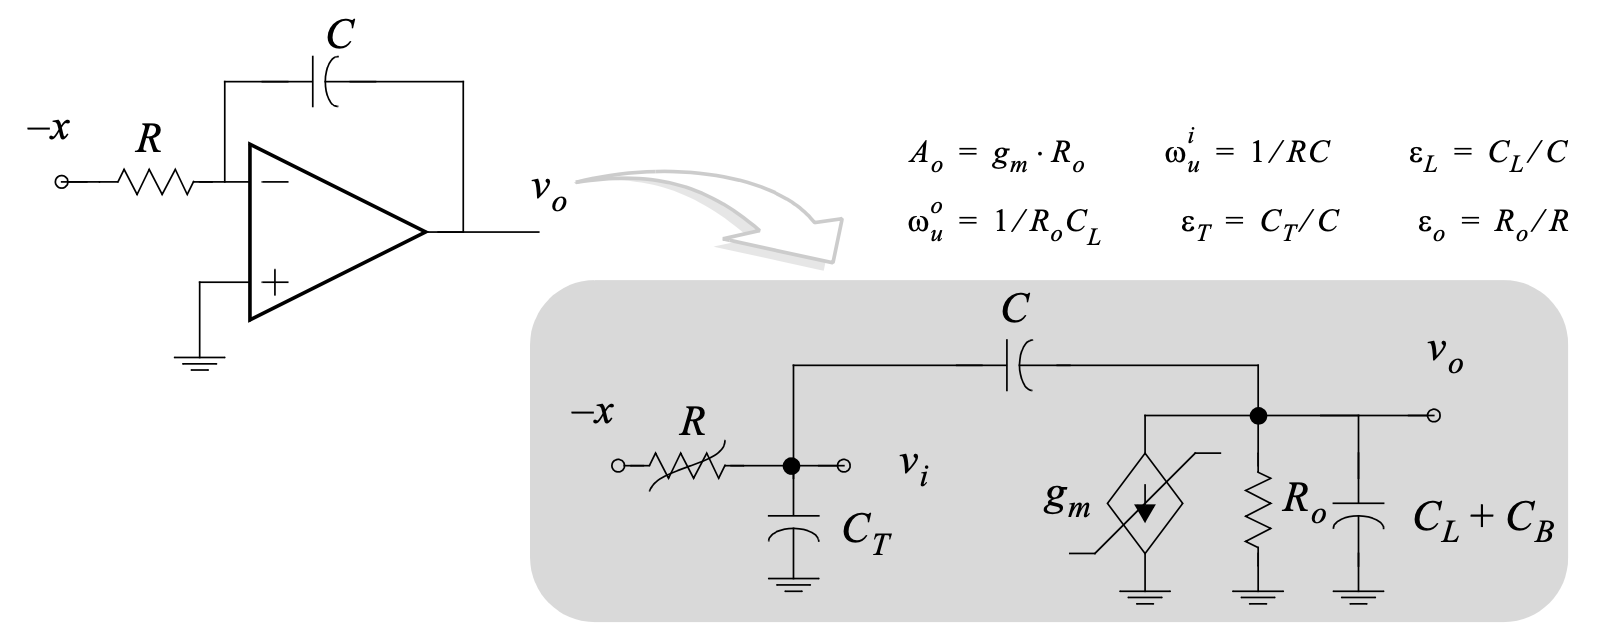 C
−x
R
−
+
v_o
A_o = g_m · R_o
ω_u^i = 1/RC
ε_L = C_L/C
ω_u^o = 1/R_oC_L
ε_T = C_T/C
ε_o = R_o/R
C
v_o
−x
R
v_i
g_m
R_o
C_T
C_L + C_B